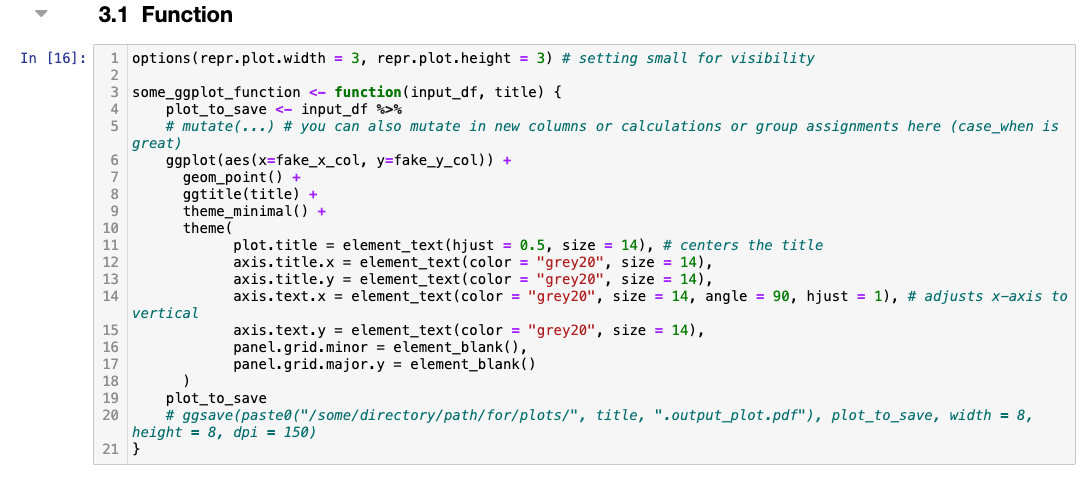 3.1 Function
In [16]:
1 options(repr.plot.width = 3, repr.plot.height = 3) # setting small for visibility
2
3 some_ggplot_function <- function(input_df, title) {
4     plot_to_save <- input_df %>%
5     # mutate(...) # you can also mutate in new columns or calculations or group assignments here (case_when is
great)
6     ggplot(aes(x=fake_x_col, y=fake_y_col)) +
7       geom_point() +
8       ggtitle(title) +
9       theme_minimal() +
10       theme(
11             plot.title = element_text(hjust = 0.5, size = 14), # centers the title
12             axis.title.x = element_text(color = "grey20", size = 14),
13             axis.title.y = element_text(color = "grey20", size = 14),
14             axis.text.x = element_text(color = "grey20", size = 14, angle = 90, hjust = 1), # adjusts x-axis to
vertical
15             axis.text.y = element_text(color = "grey20", size = 14),
16             panel.grid.minor = element_blank(),
17             panel.grid.major.y = element_blank()
18       )
19     plot_to_save
20     # ggsave(paste0("/some/directory/path/for/plots/", title, ".output_plot.pdf"), plot_to_save, width = 8,
height = 8, dpi = 150)
21 }